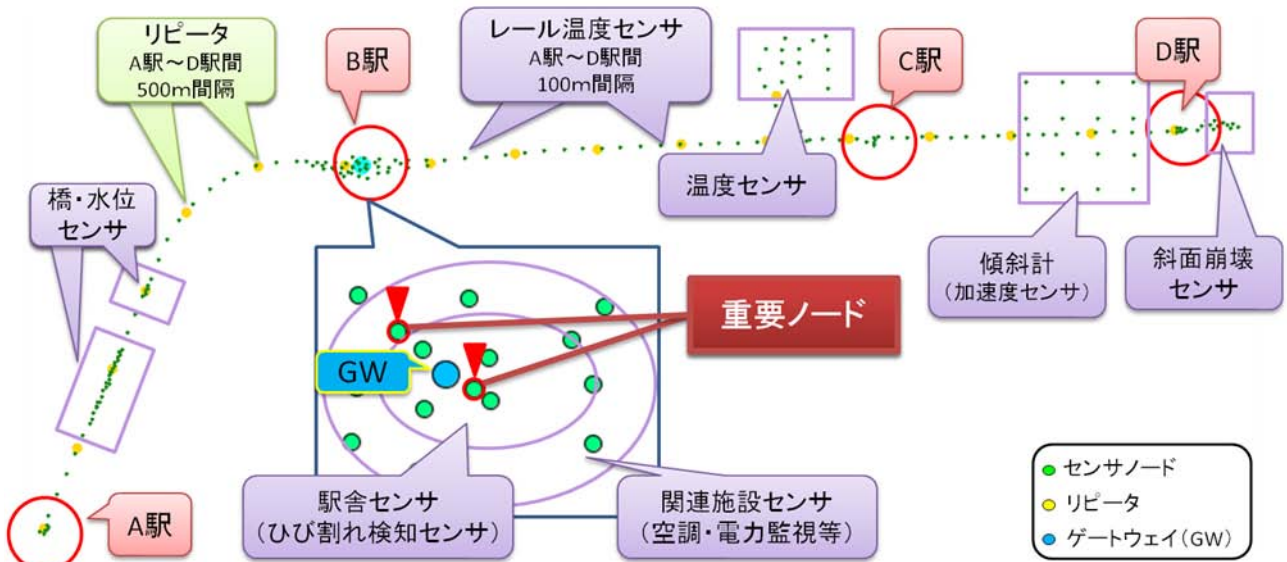 リピータ
A駅～D駅間
500m間隔
B駅
レール温度センサ
A駅～D駅間
100m間隔
C駅
D駅
橋・水位
センサ
温度センサ
傾斜計
(加速度センサ)
斜面崩壊
センサ
重要ノード
GW
駅舎センサ
(ひび割れ検知センサ)
関連施設センサ
(空調・電力監視等)
A駅
センサノード
リピータ
ゲートウェイ(GW)